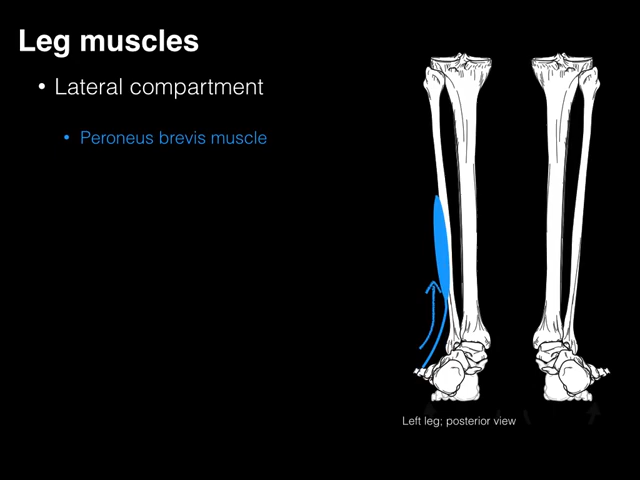 Leg muscles
• Lateral compartment
• Peroneus brevis muscle
Left leg; posterior view